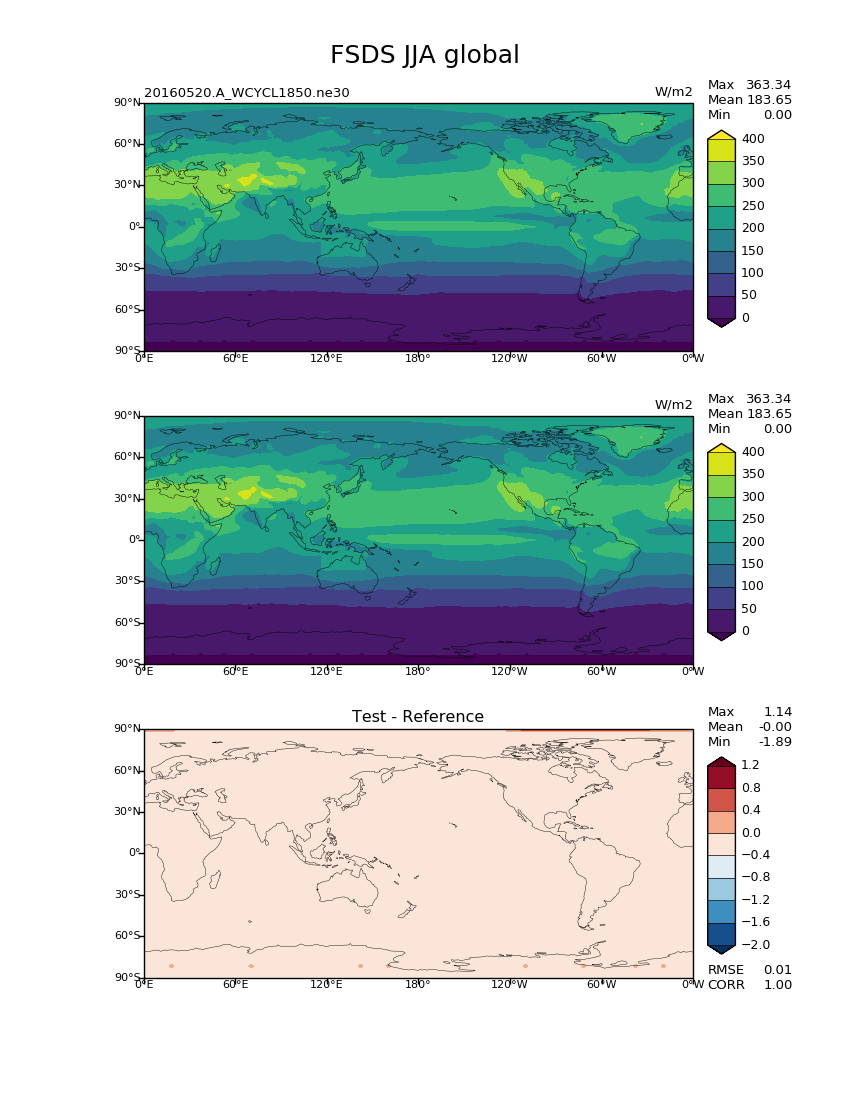 FSDS JJA global
20160520.A_WCYCL1850.ne30
W/m2
Max 363.34
Mean 183.65
Min 0.00
90°N
60°N
30°N
0°
30°S
60°S
90°S
0°E 60°E 120°E 180° 120°W 60°W 0°W
400
350
300
250
200
150
100
50
0
W/m2
Max 363.34
Mean 183.65
Min 0.00
90°N
60°N
30°N
0°
30°S
60°S
90°S
0°E 60°E 120°E 180° 120°W 60°W 0°W
400
350
300
250
200
150
100
50
0
Test - Reference
Max 1.14
Mean -0.00
Min -1.89
90°N
60°N
30°N
0°
30°S
60°S
90°S
0°E 60°E 120°E 180° 120°W 60°W 0°W
1.2
0.8
0.4
0.0
−0.4
−0.8
−1.2
−1.6
−2.0
RMSE 0.01
CORR 1.00